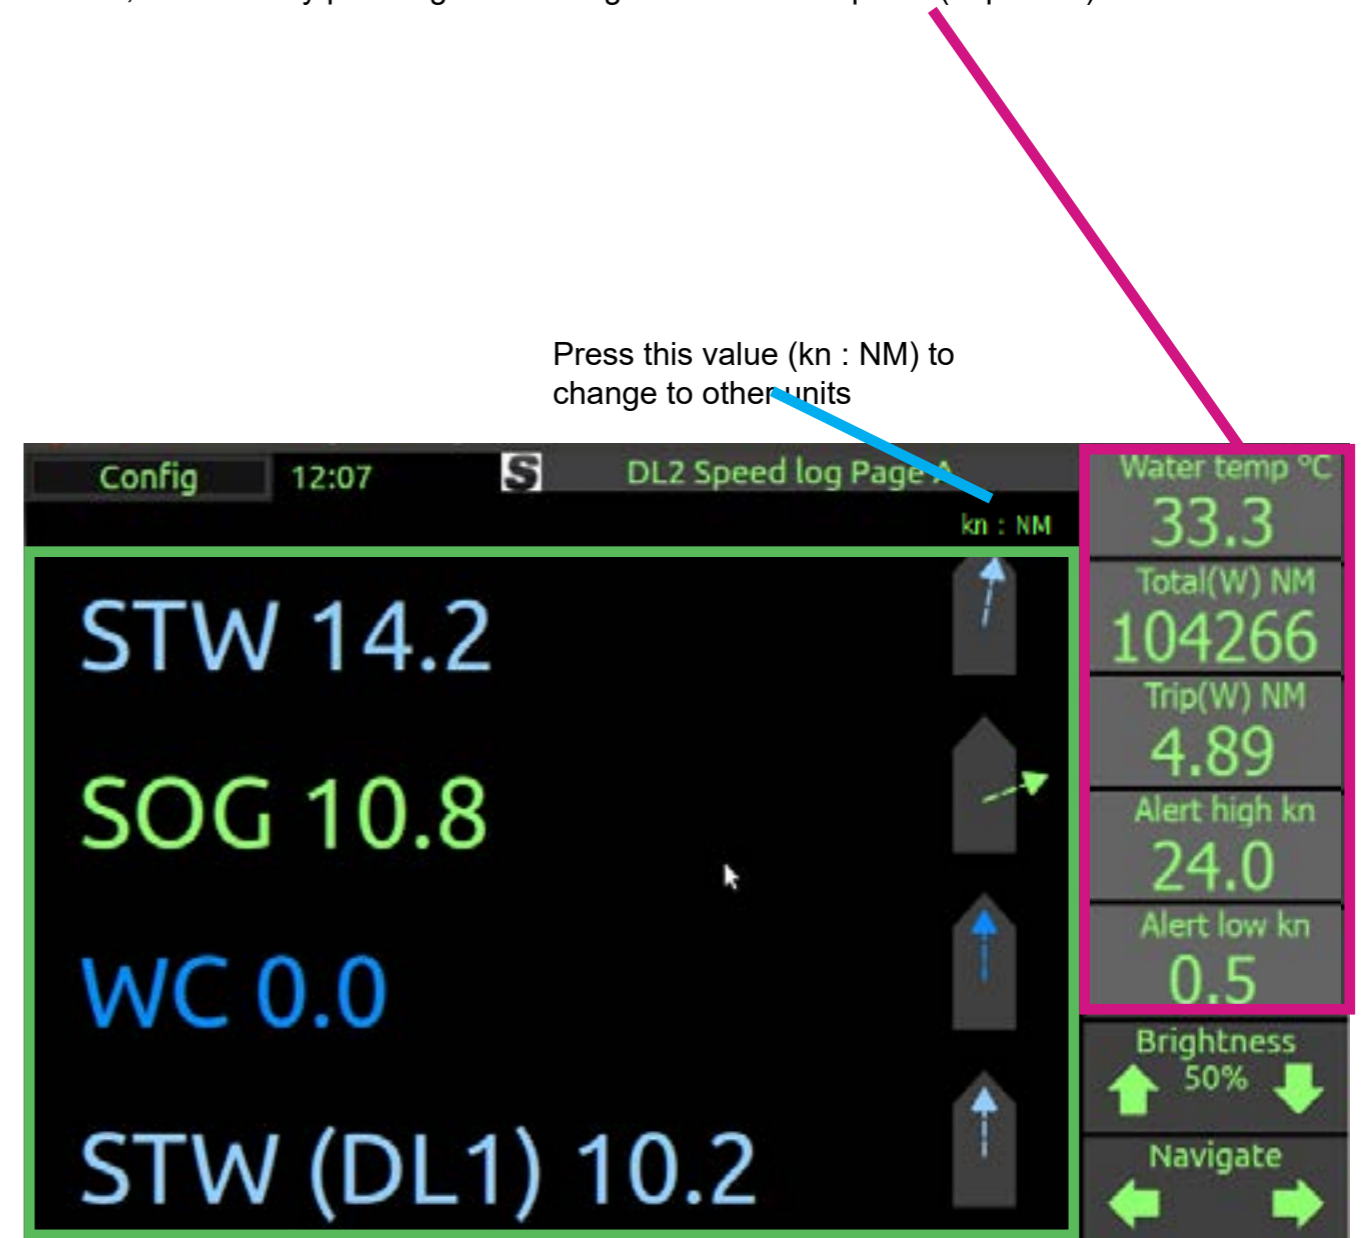 Press this value (kn : NM) to
change to other units
Config 12:07 S DL2 Speed log Page A
kn : NM
STW 14.2
SOG 10.8
WC 0.0
STW (DL1) 10.2
Water temp °C
33.3
Total(W) NM
104266
Trip(W) NM
4.89
Alert high kn
24.0
Alert low kn
0.5
Brightness
50%
Navigate